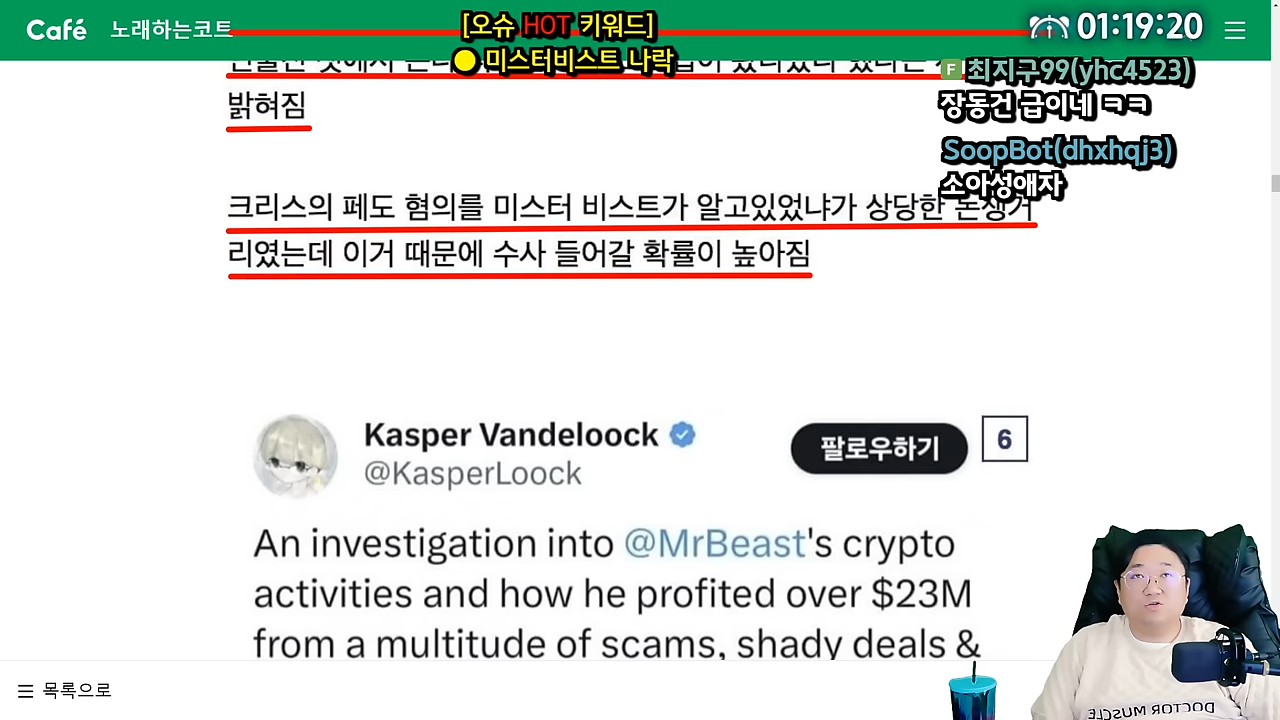 Café 노래하는코트
[오슈 HOT 키워드]
미스터비스트 나락
01:19:20
F 최지구99(yhc4523)
장동건 급이네 ㅋㅋ
SoopBot(dhxhqj3)
소아성애자
밝혀짐
크리스의 페도 혐의를 미스터 비스트가 알고있었냐가 상당한 논쟁거
리였는데 이거 때문에 수사 들어갈 확률이 높아짐
Kasper Vandeloock
@KasperLoock
팔로우하기
6
An investigation into @MrBeast's crypto
activities and how he profited over $23M
from a multitude of scams, shady deals &
목록으로
DOCTOR MUSCLE